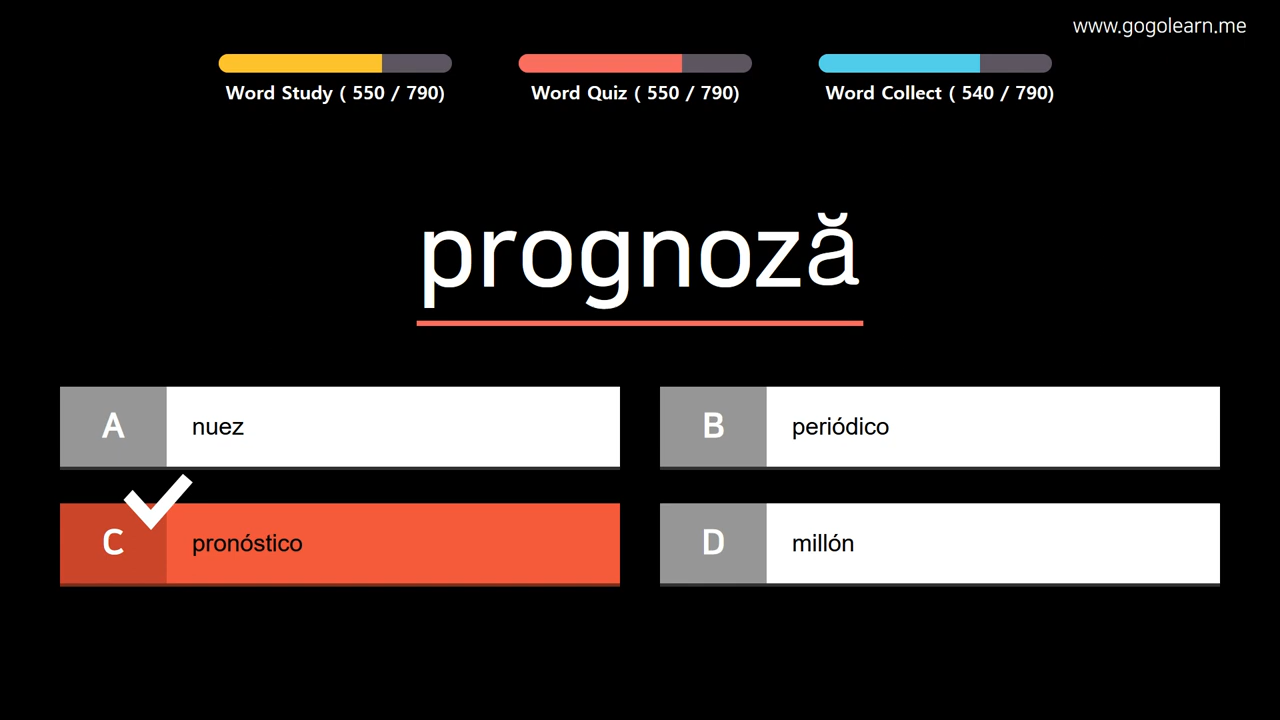 www.gogolearn.me
Word Study ( 550 / 790)
Word Quiz ( 550 / 790)
Word Collect ( 540 / 790)
prognoză
A
nuez
B
periódico
C
pronóstico
D
millón